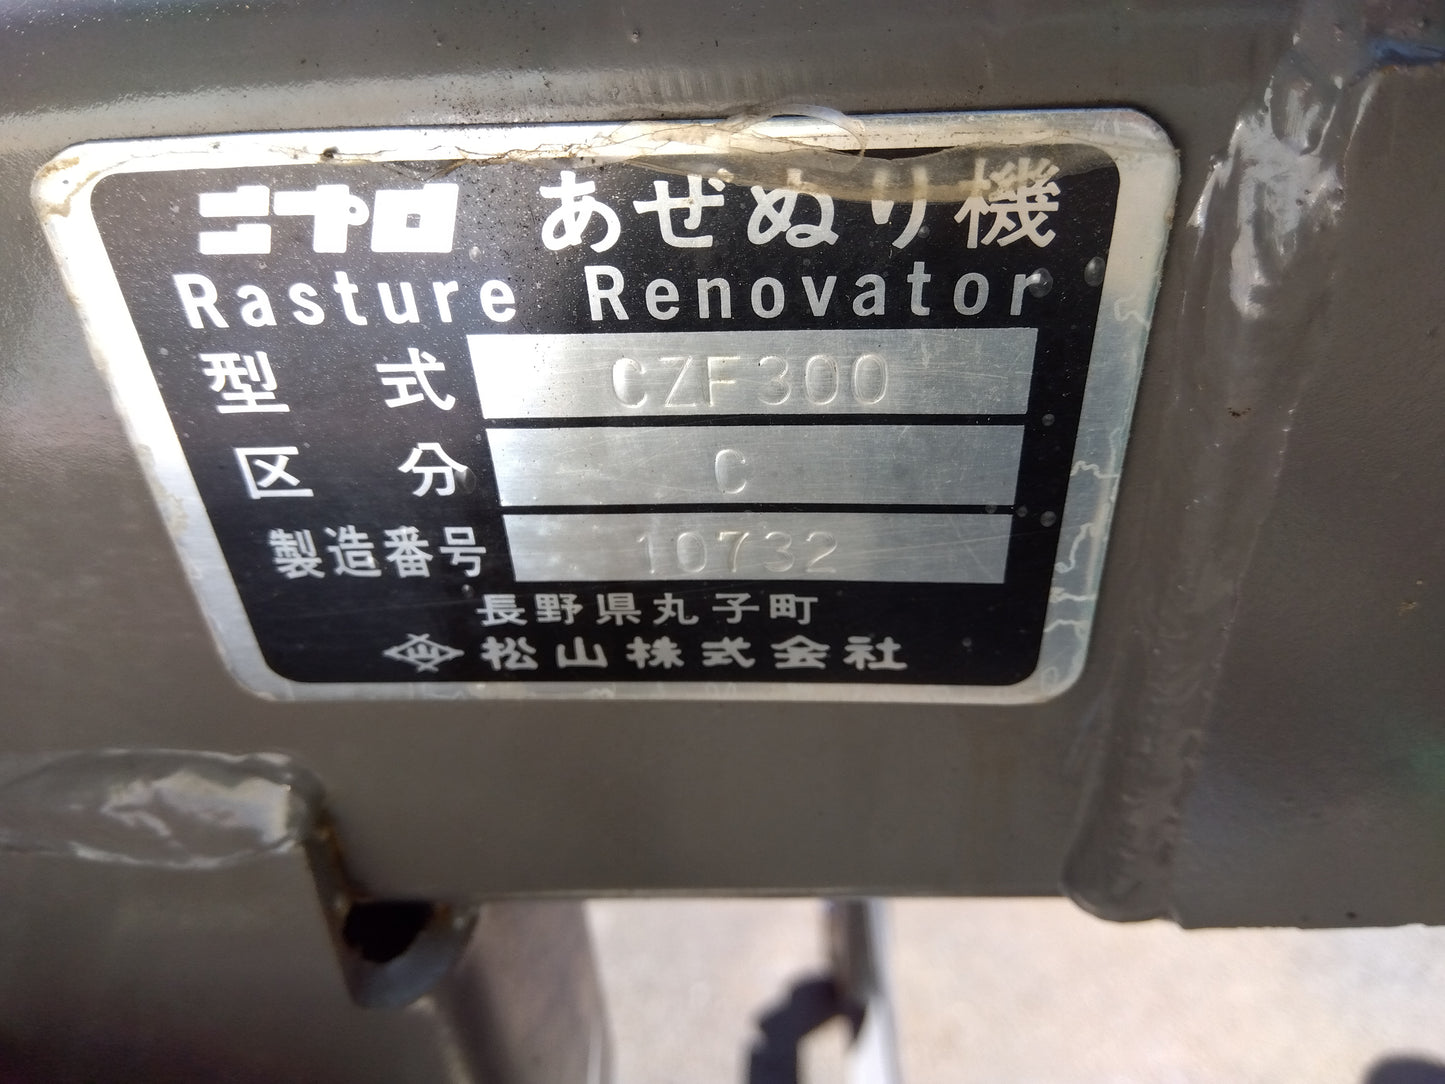 ニプロ あぜぬり機
Rasture Renovator
型式 CZF300
区分 C
製造番号 10732
長野県丸子町
松山株式会社